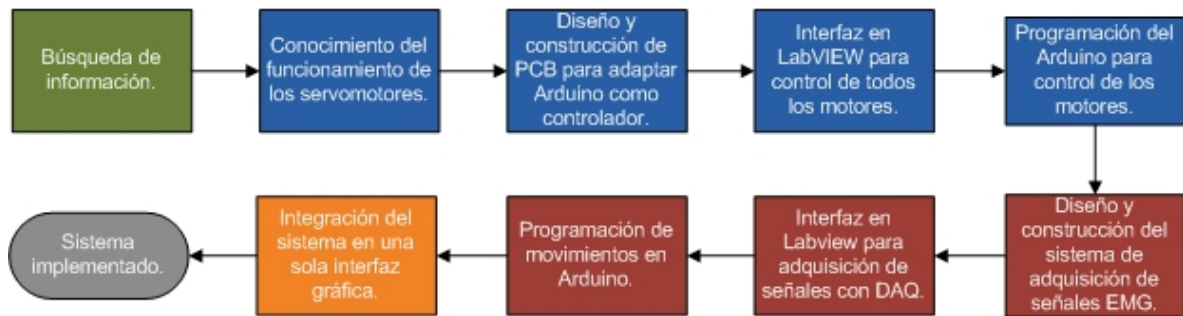 Búsqueda de
información.
Conocimiento del
funcionamiento de
los servomotores.
Diseño y
construcción de
PCB para adaptar
Arduino como
controlador.
Interfaz en
LabVIEW para
control de todos
los motores.
Programación del
Arduino para
control de los
motores.
Diseño y
construcción del
sistema de
adquisición de
señales EMG.
Interfaz en
Labview para
adquisición de
señales con DAQ.
Programación de
movimientos en
Arduino.
Integración del
sistema en una
sola interfaz
gráfica.
Sistema
implementado.